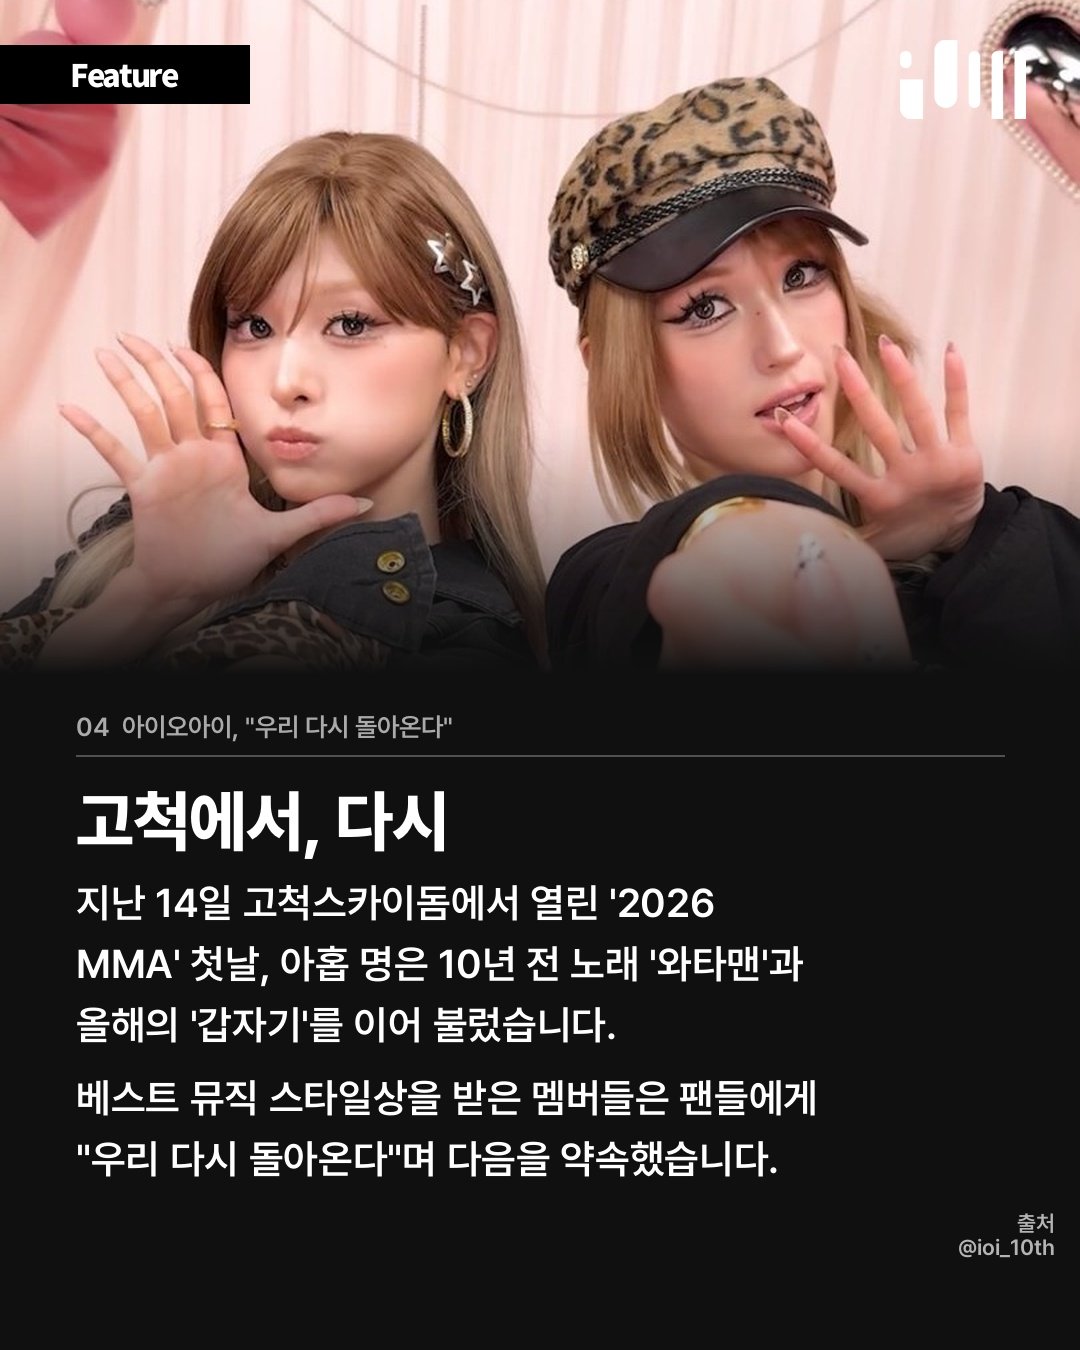 Feature
04 아이오아이, "우리 다시 돌아온다"
고척에서, 다시
지난 14일 고척스카이돔에서 열린 '2026
MMA' 첫날, 아홉 명은 10년 전 노래 '와타맨'과
올해의 '갑자기'를 이어 불렀습니다.
베스트 뮤직 스타일상을 받은 멤버들은 팬들에게
"우리 다시 돌아온다"며 다음을 약속했습니다.
출처
@ioi_10th